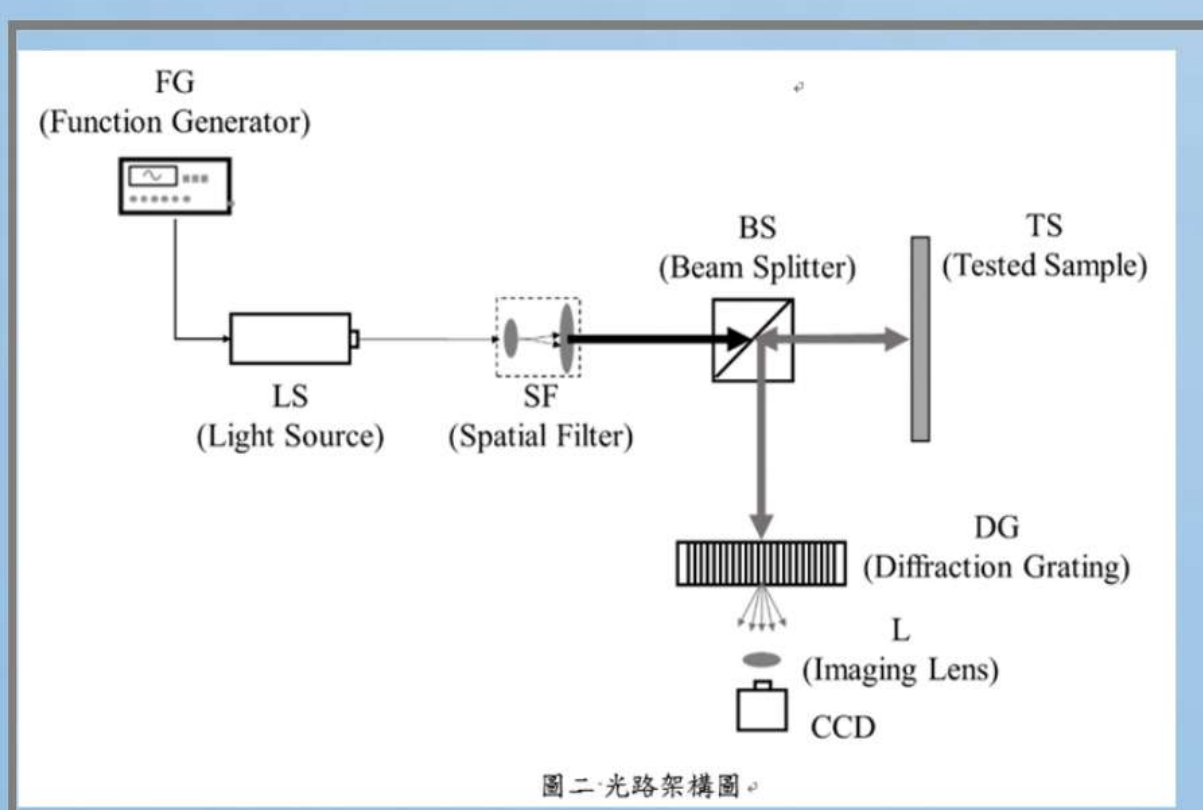 FG
(Function Generator)
LS
(Light Source)
SF
(Spatial Filter)
BS
(Beam Splitter)
TS
(Tested Sample)
DG
(Diffraction Grating)
L
(Imaging Lens)
CCD
圖二·光路架構圖